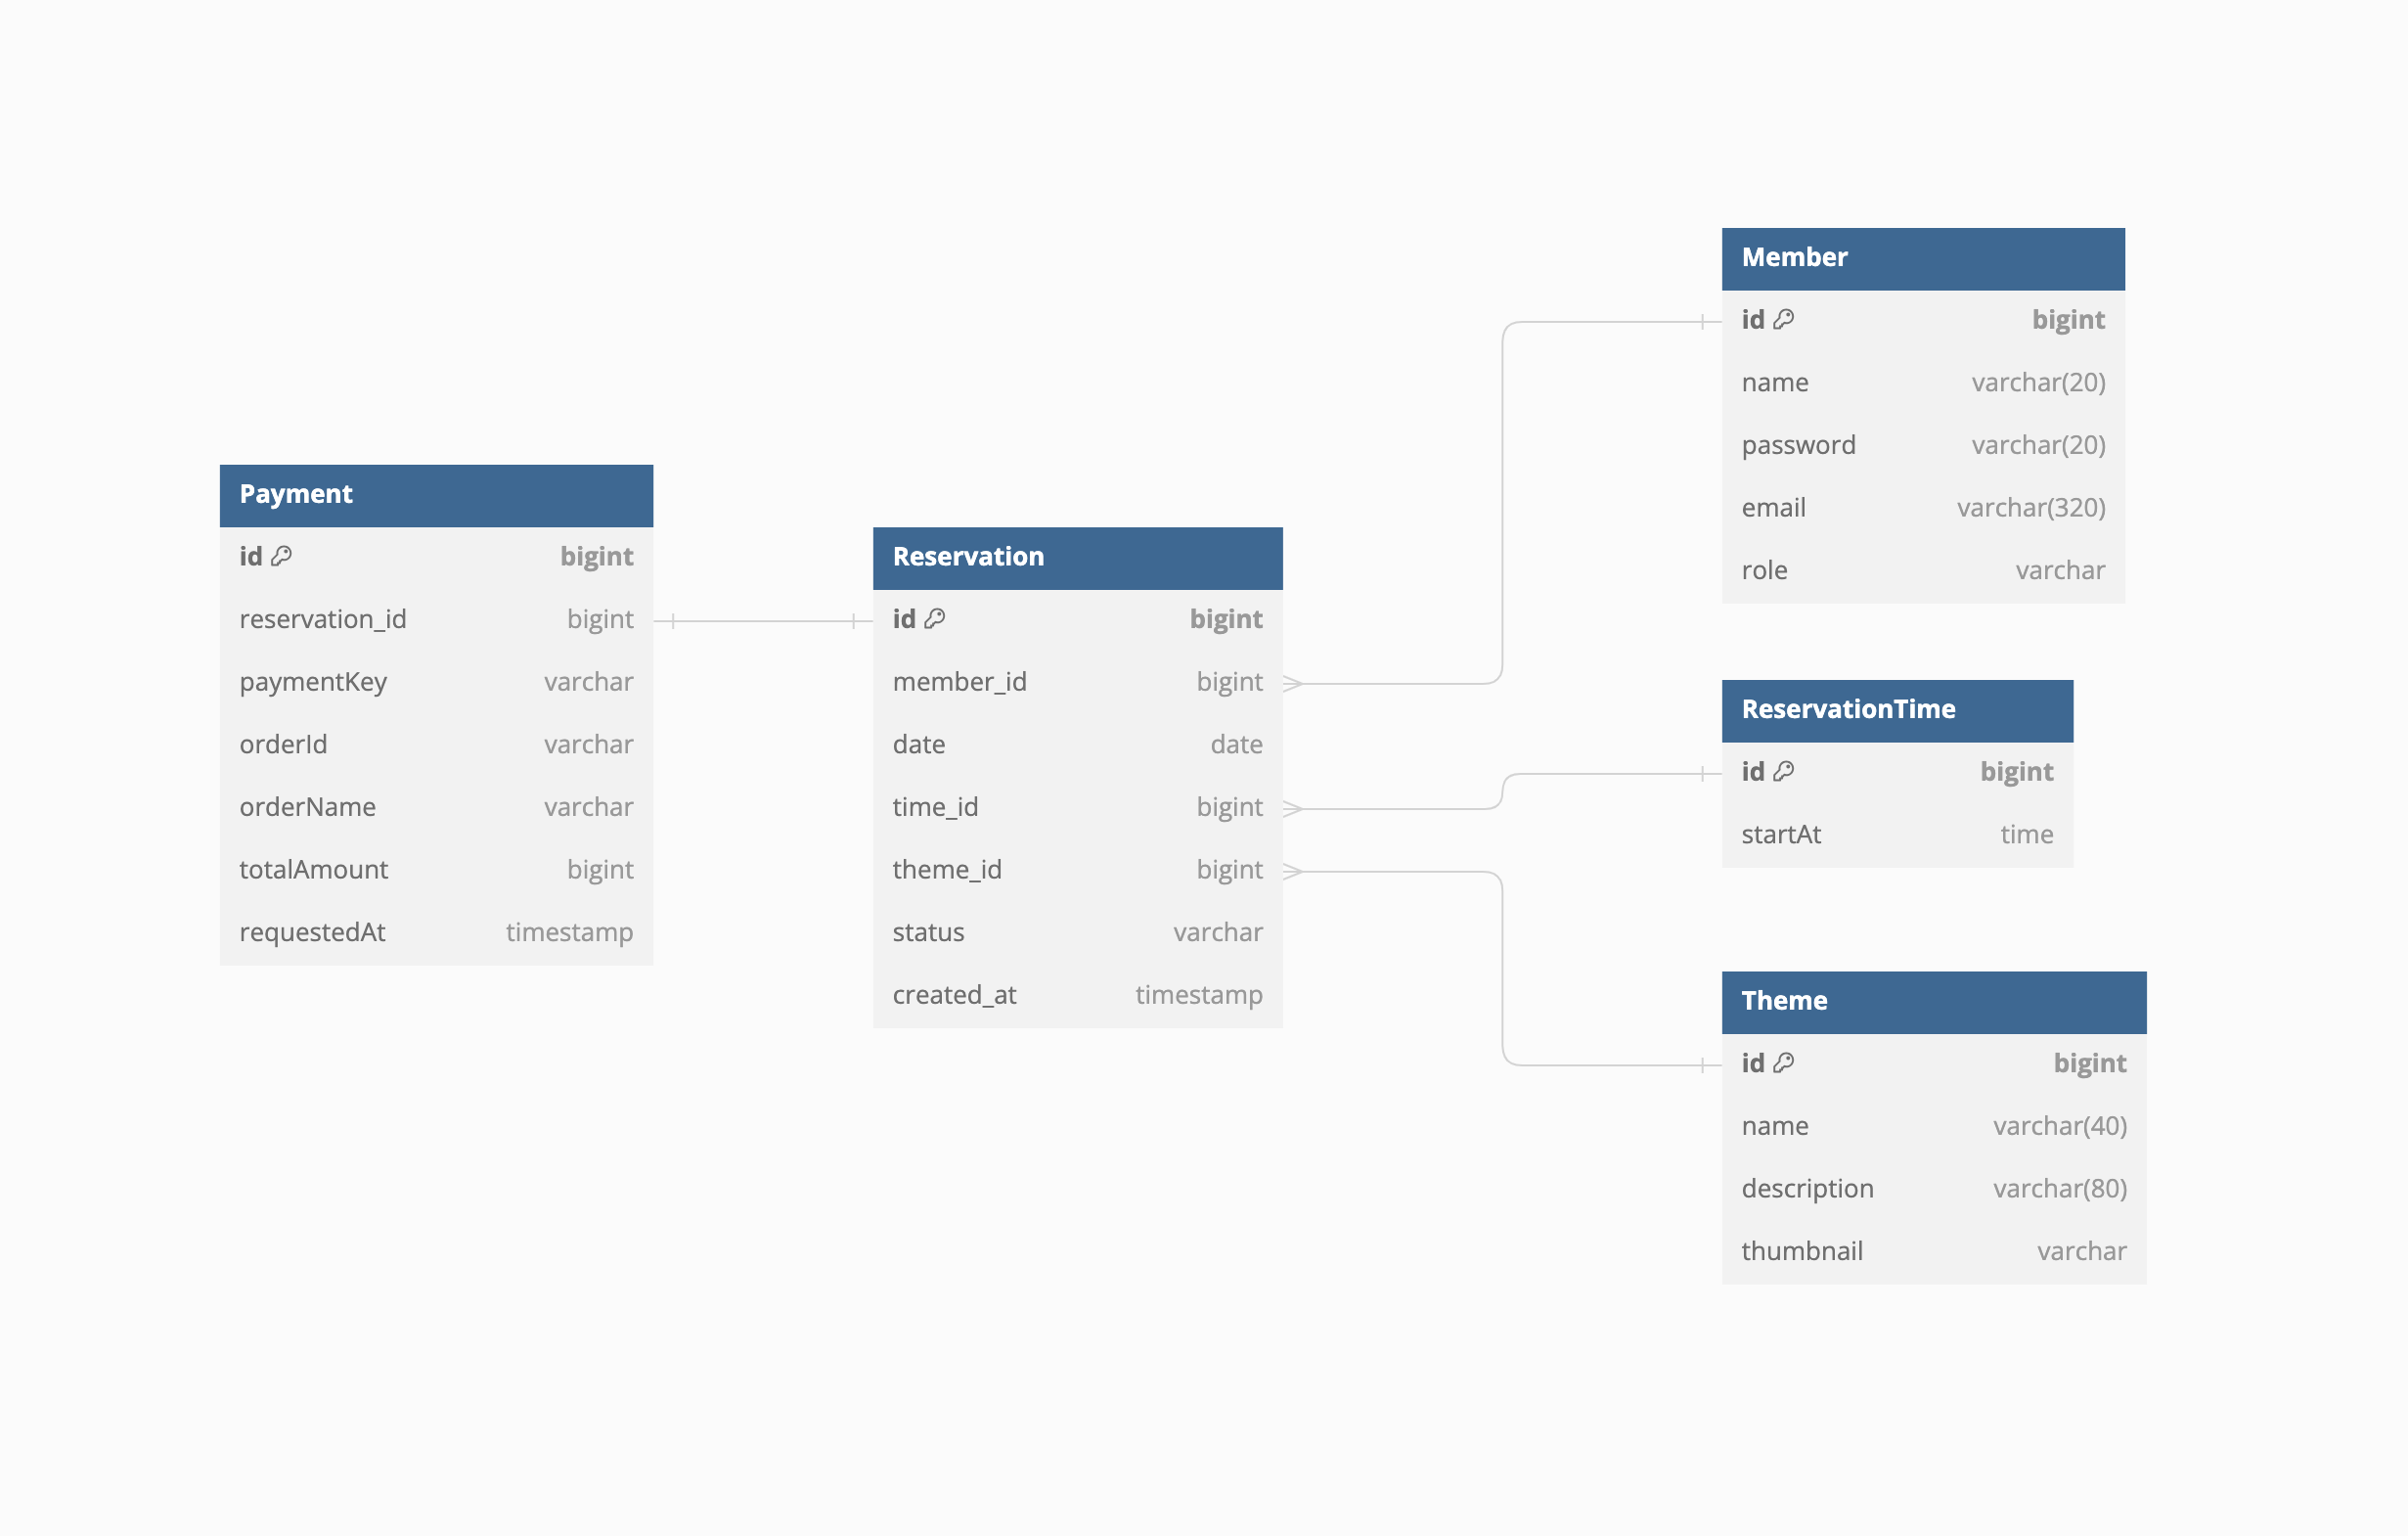 Payment
id bigint
reservation_id bigint
paymentKey varchar
orderId varchar
orderName varchar
totalAmount bigint
requestedAt timestamp
Reservation
id bigint
member_id bigint
date date
time_id bigint
theme_id bigint
status varchar
created_at timestamp
Member
id bigint
name varchar(20)
password varchar(20)
email varchar(320)
role varchar
ReservationTime
id bigint
startAt time
Theme
id bigint
name varchar(40)
description varchar(80)
thumbnail varchar